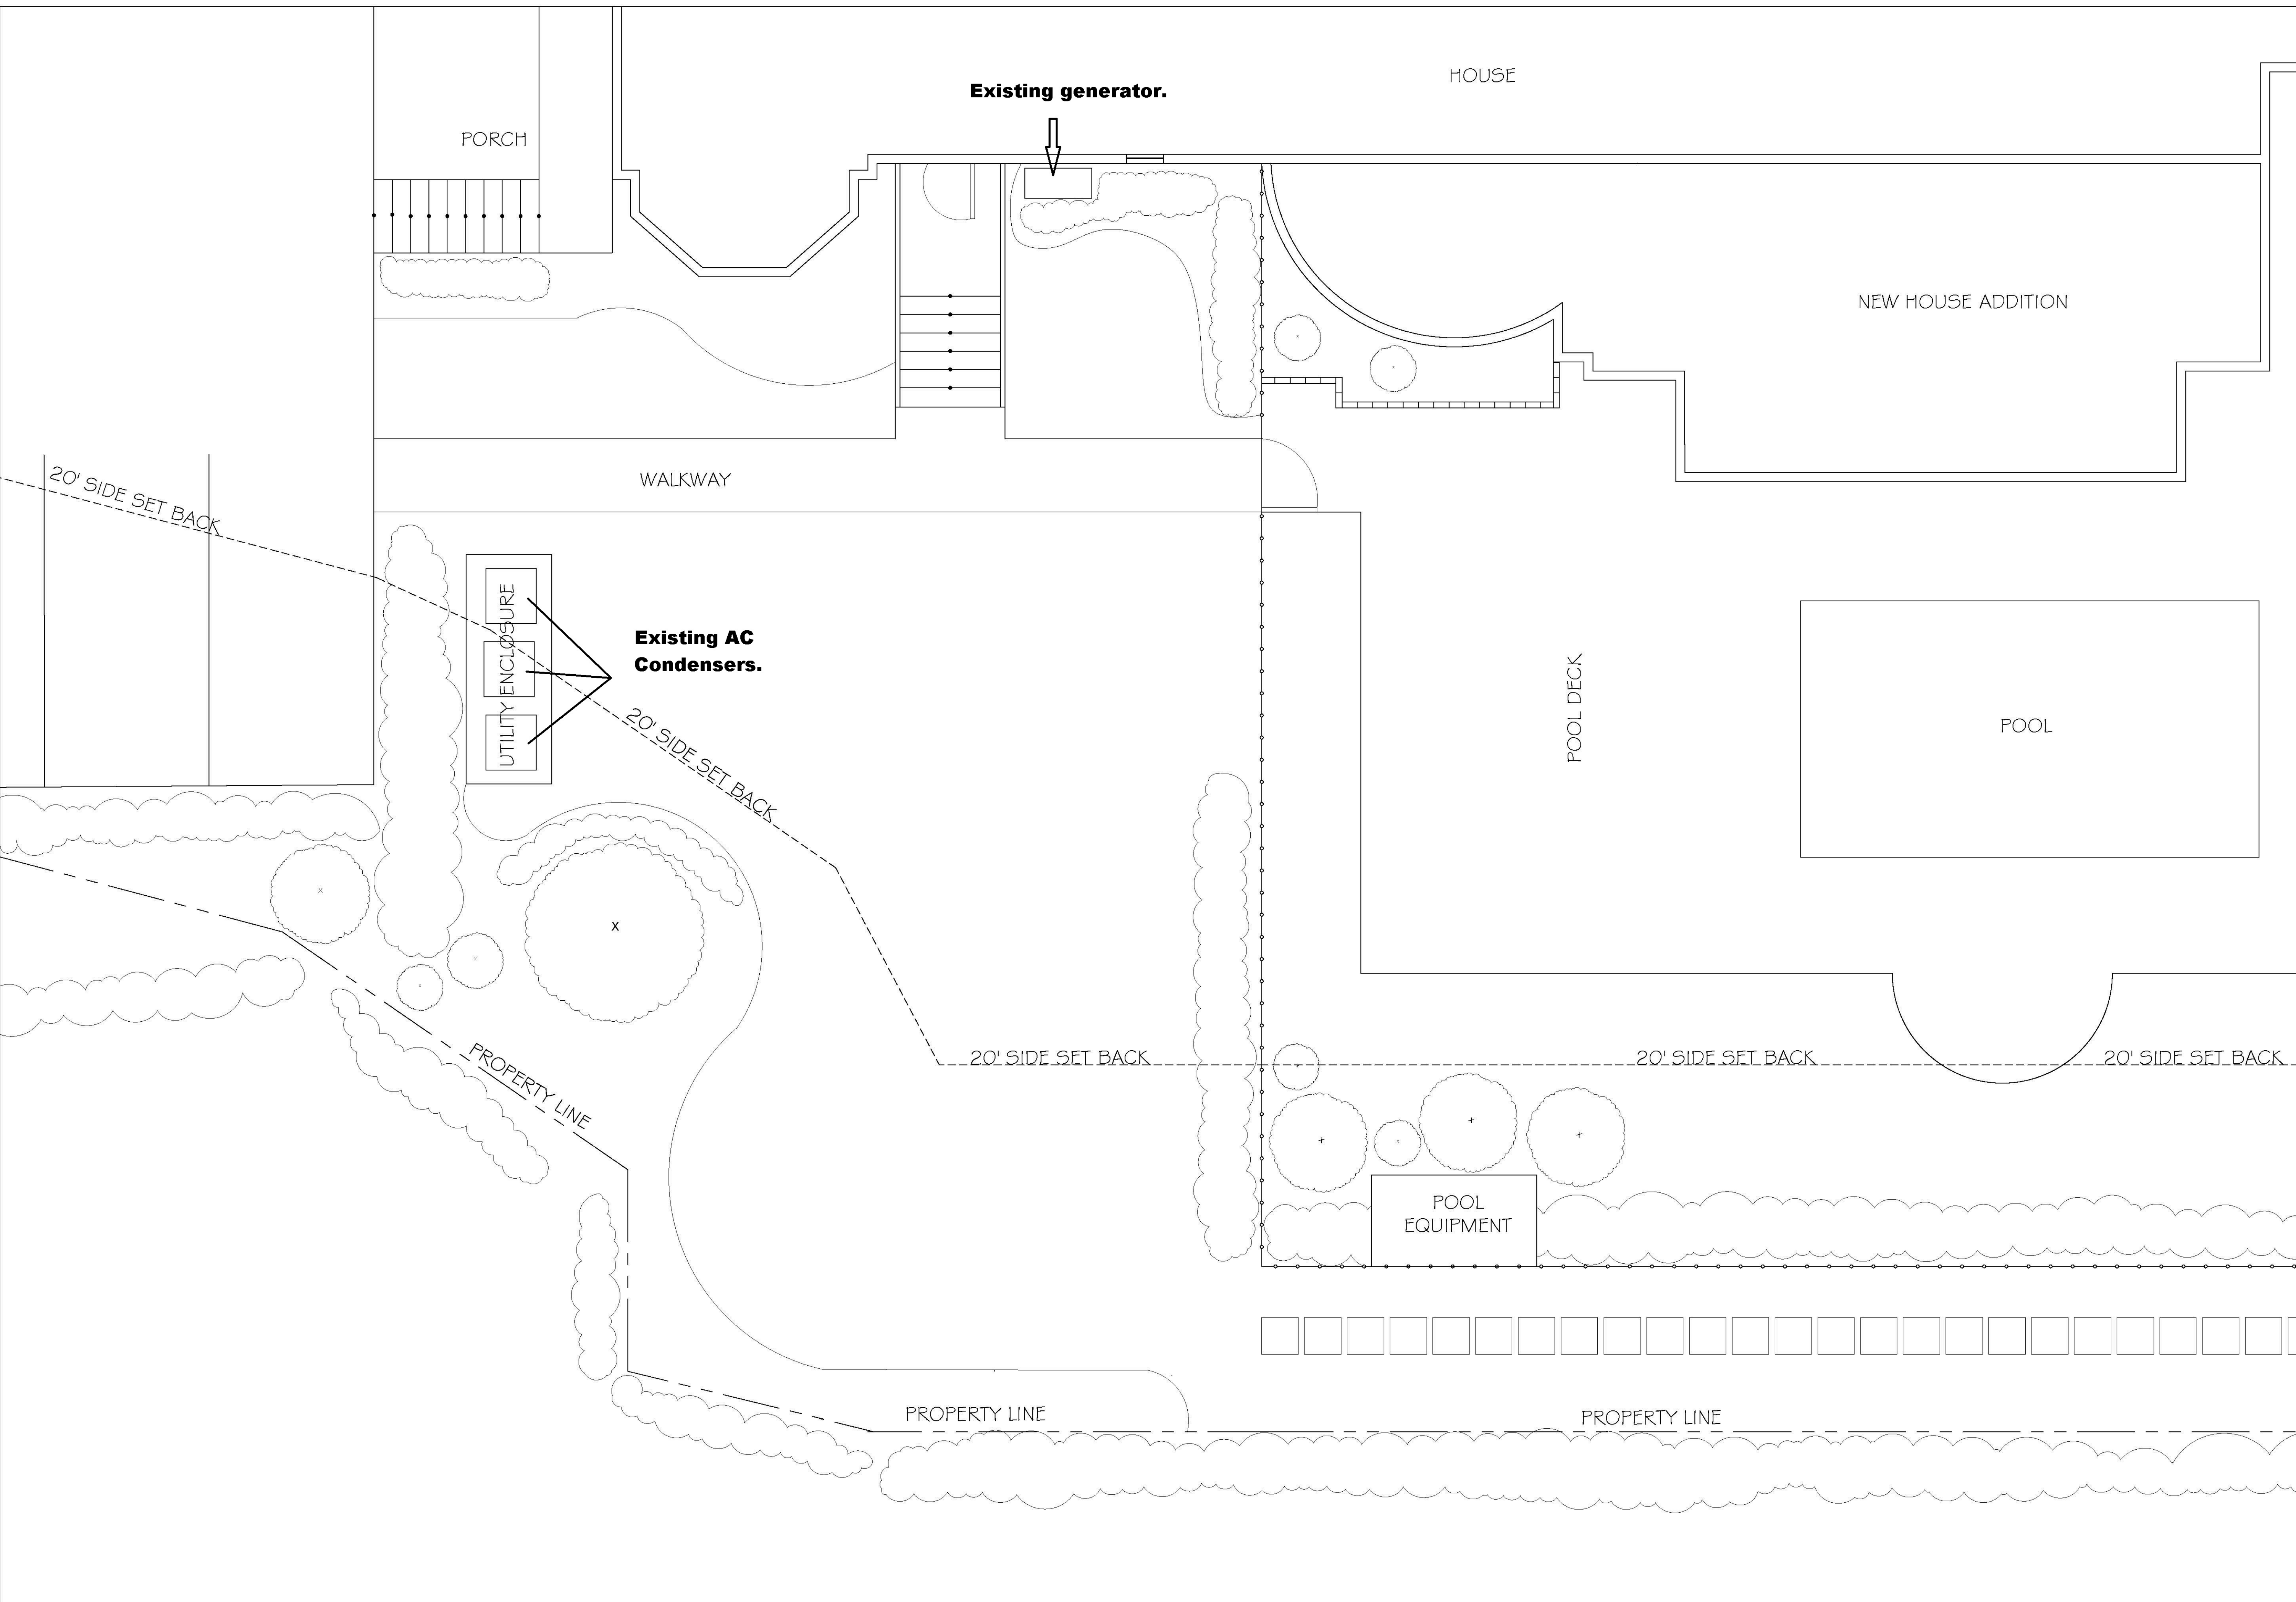 HOUSE
Existing generator.
PORCH
NEW HOUSE ADDITION
20' SIDE SET BACK
WALKWAY
UTILITY ENCLOSURE
Existing AC
Condensers.
20' SIDE SET BACK
POOL DECK
POOL
X
X
20' SIDE SET BACK
20' SIDE SET BACK
20' SIDE SET BACK
PROPERTY LINE
POOL
EQUIPMENT
PROPERTY LINE
PROPERTY LINE